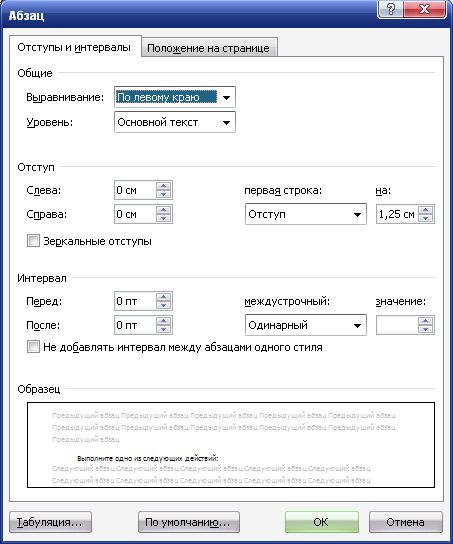 Абзац
Отступы и интервалы Положение на странице
Общие
Выравнивание: По левому краю
Уровень: Основной текст
Отступ
Слева: 0 см первая строка: на:
Справа: 0 см Отступ 1,25 см
Зеркальные отступы
Интервал
Перед: 0 пт междустрочный: значение:
После: 0 пт Одинарный
Не добавлять интервал между абзацами одного стиля
Образец
Предыдущий абзац Предыдущий абзац Предыдущий абзац Предыдущий абзац Предыдущий абзац
Предыдущий абзац Предыдущий абзац Предыдущий абзац Предыдущий абзац Предыдущий абзац
Предыдущий абзац
Выполните одно из следующих действий:
Следующий абзац Следующий абзац Следующий абзац Следующий абзац Следующий абзац
Следующий абзац Следующий абзац Следующий абзац Следующий абзац Следующий абзац
Табуляция... По умолчанию... ОК Отмена